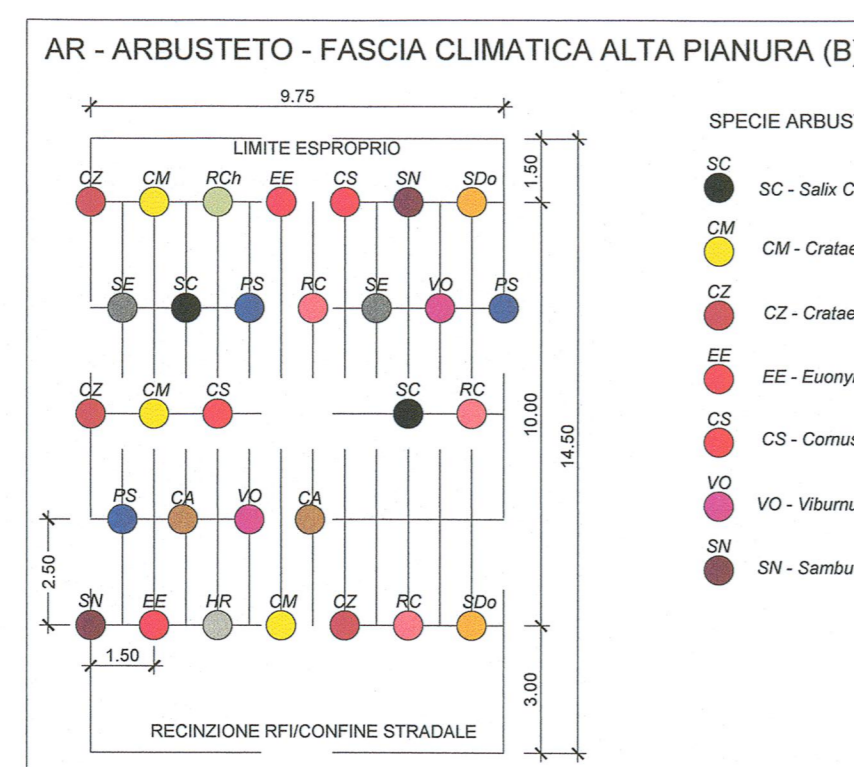 AR - ARBUSTETO - FASCIA CLIMATICA ALTA PIANURA (B)
9.75
LIMITE ESPROPRIO
1.50
CZ CM RCh EE CS SN SDo
SE SC PS RC SE VO PS
CZ CM CS SC RC
10.00
14.50
PS CA VO CA
2.50
SN EE HR CM CZ RC SDo
1.50
3.00
RECINZIONE RFI/CONFINE STRADALE
SPECIE ARBUS
SC
SC - Salix C
CM
CM - Cratae
CZ
CZ - Cratae
EE
EE - Euony
CS
CS - Cornus
VO
VO - Viburnu
SN
SN - Sambu